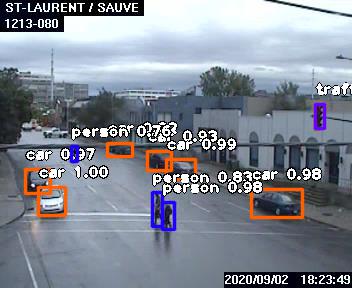 ST-LAURENT / SAUVE
1213-080
traff
person 0.76
car 0.93
car 0.99
car 0.97
car 1.00
person 0.83
car 0.98
person 0.98
2020/09/02 18:23:49